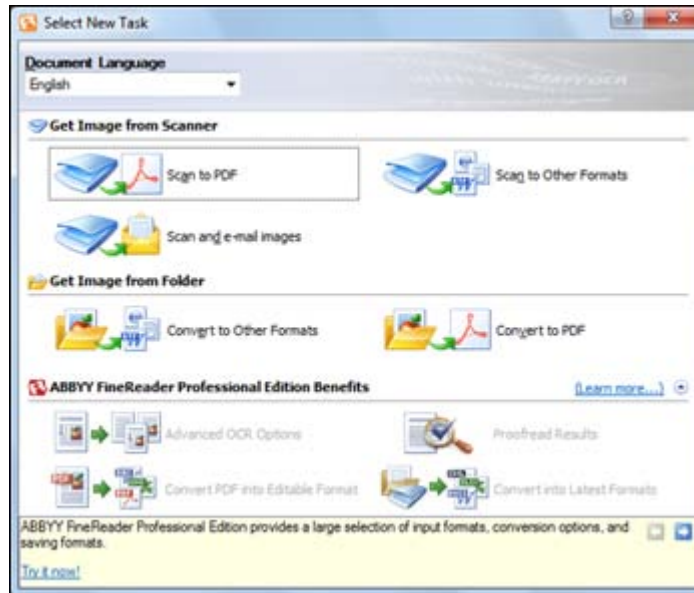 Select New Task
Document Language
English
Get Image from Scanner
Scan to PDF
Scan to Other Formats
Scan and e-mail images
Get Image from Folder
Convert to Other Formats
Convert to PDF
ABBYY FineReader Professional Edition Benefits
(Learn more...)
Advanced OCR Options
Proofread Results
Convert PDF into Editable Format
Convert into Latest Formats
ABBYY FineReader Professional Edition provides a large selection of input formats, conversion options, and
saving formats.
Try it now!